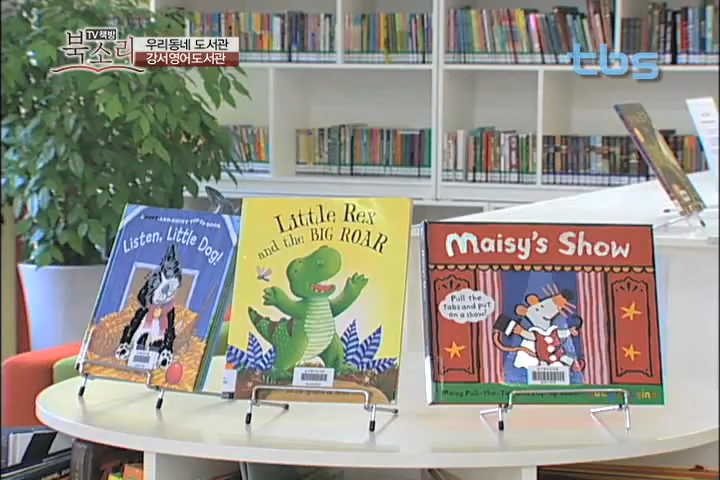 TV 책방
북소리
우리동네 도서관
강서영어도서관
tbs
Listen, Little Dog!
Little Rex
and the BIG ROAR
Maisy's Show
Pull the
Tabs and put
on a show!